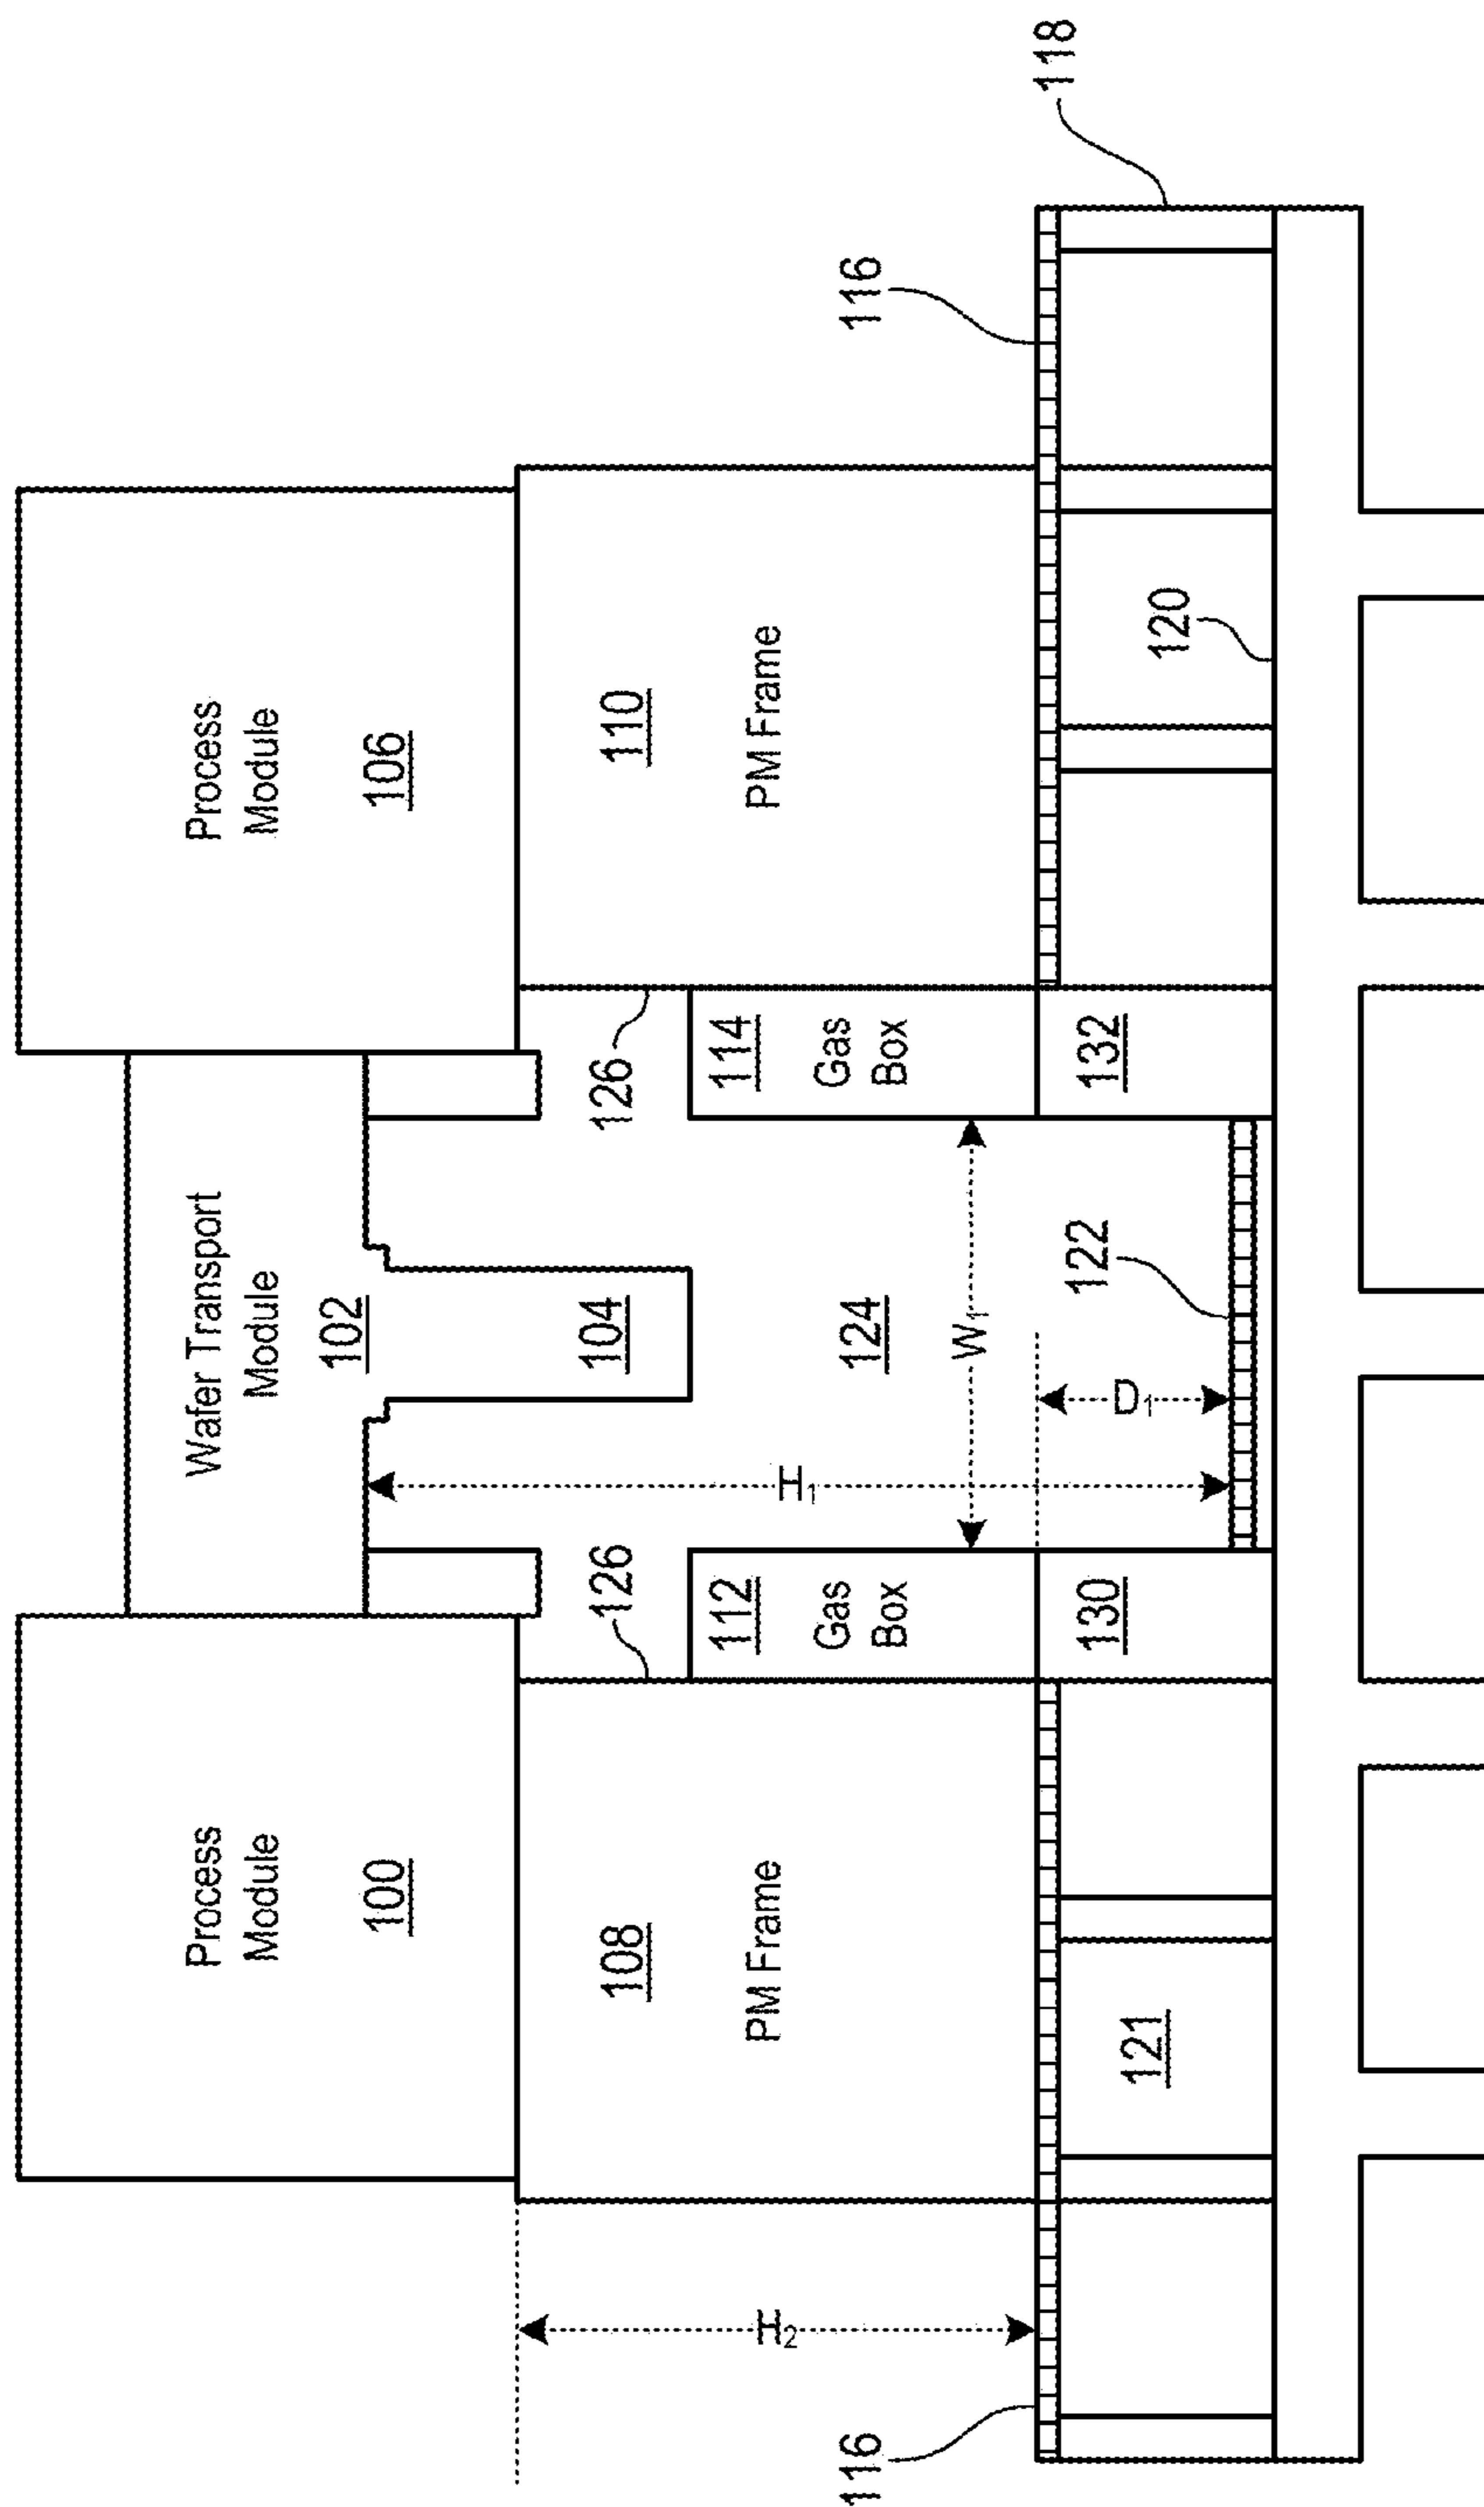 Process
Module
100
Wafer Transport
Module
102
Process
Module
106
108
PM Frame
104
126
126
110
PM Frame
112
Gas
Box
114
Gas
Box
124
H₁
W₁
D₁
H₂
116
116
118
121
130
122
132
120